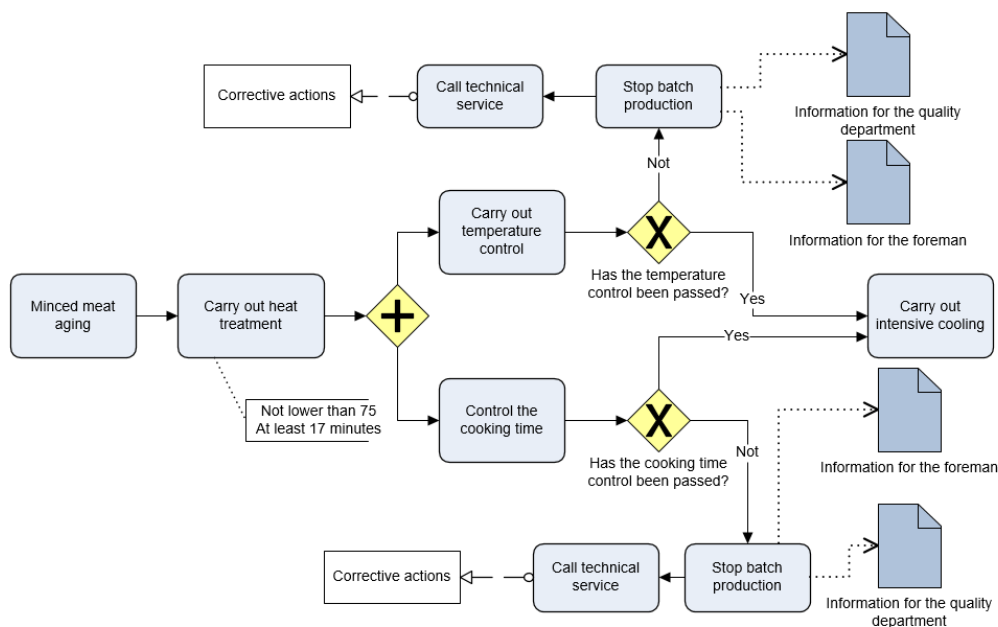 Corrective actions
Call technical
service
Stop batch
production
Information for the quality
department
Not
Information for the foreman
Carry out
temperature
control
Has the temperature
control been passed?
Yes
Minced meat
aging
Carry out heat
treatment
Carry out
intensive cooling
Yes
Not lower than 75
At least 17 minutes
Control the
cooking time
Has the cooking time
control been passed?
Not
Information for the foreman
Corrective actions
Call technical
service
Stop batch
production
Information for the quality
department